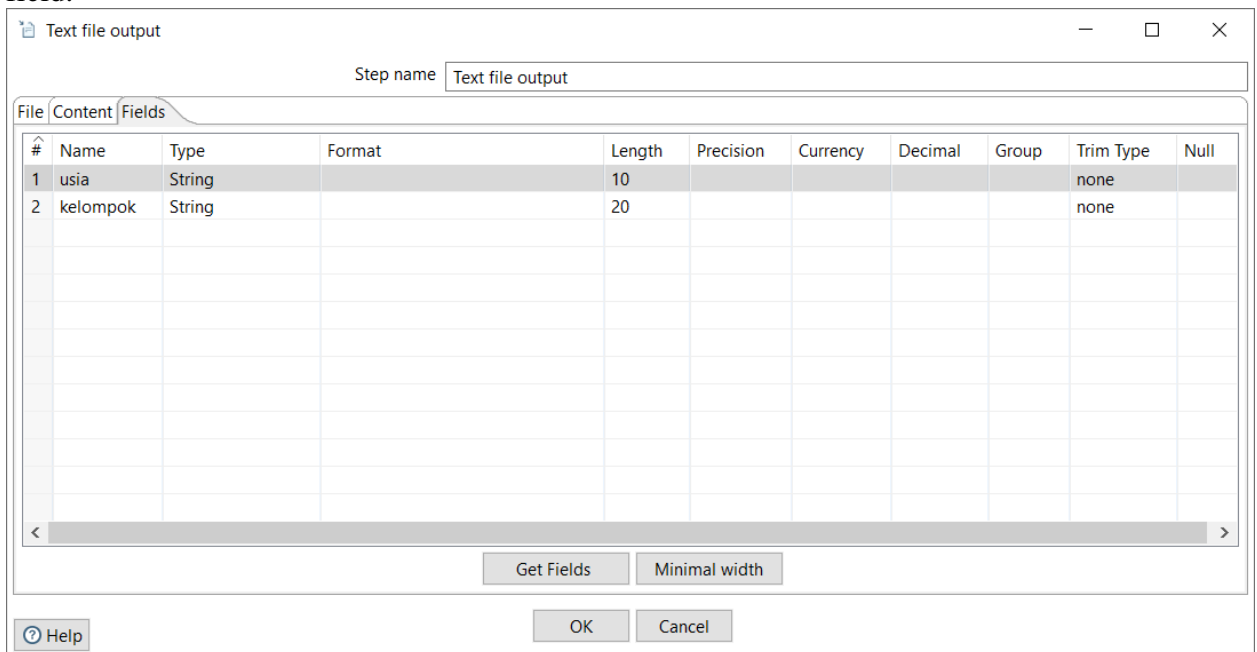 Text file output
Step name Text file output
File Content Fields
# Name Type Format Length Precision Currency Decimal Group Trim Type Null
1 usia String 10 none
2 kelompok String 20 none
Get Fields Minimal width
OK Cancel
Help